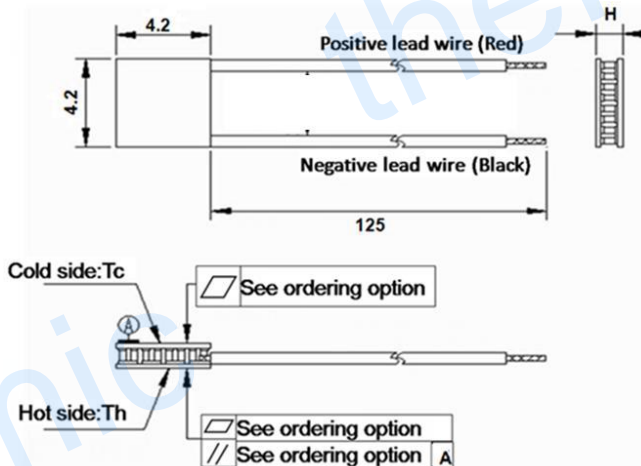 4.2
H
Positive lead wire (Red)
4.2
Negative lead wire (Black)
125
Cold side:Tc
See ordering option
A
Hot side:Th
See ordering option
// See ordering option A